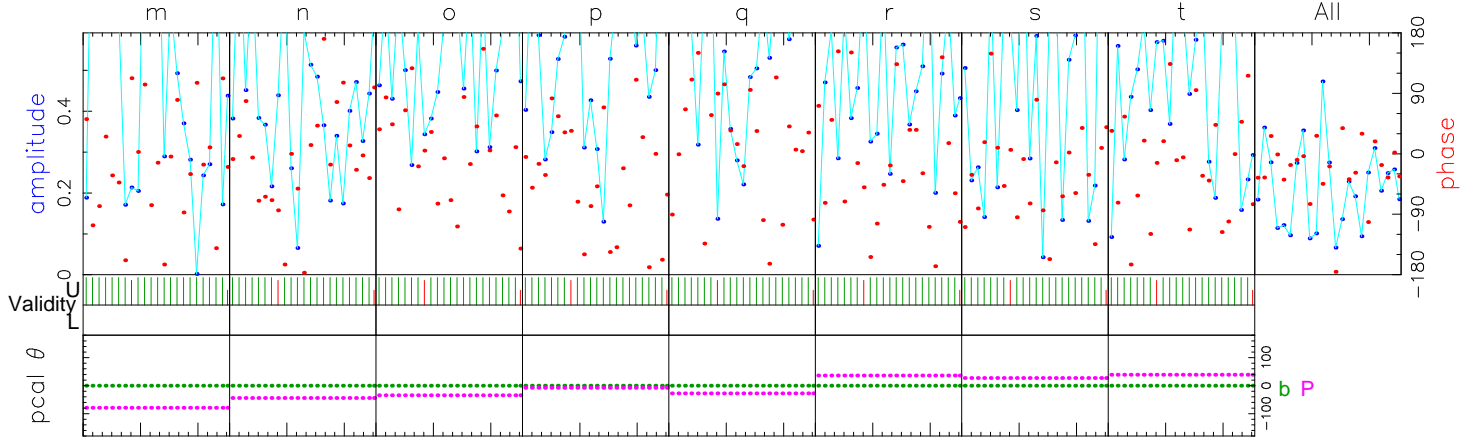 m n o p q r s t All
amplitude
0 0.2 0.4
phase
−180 −90 0 90 180
Validity
U
L
pcal θ
−100 0 100
b P